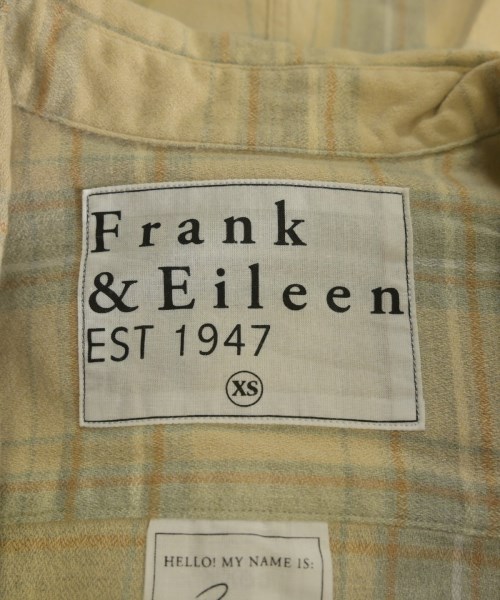 Frank
& Eileen
EST 1947
XS
HELLO! MY NAME IS: